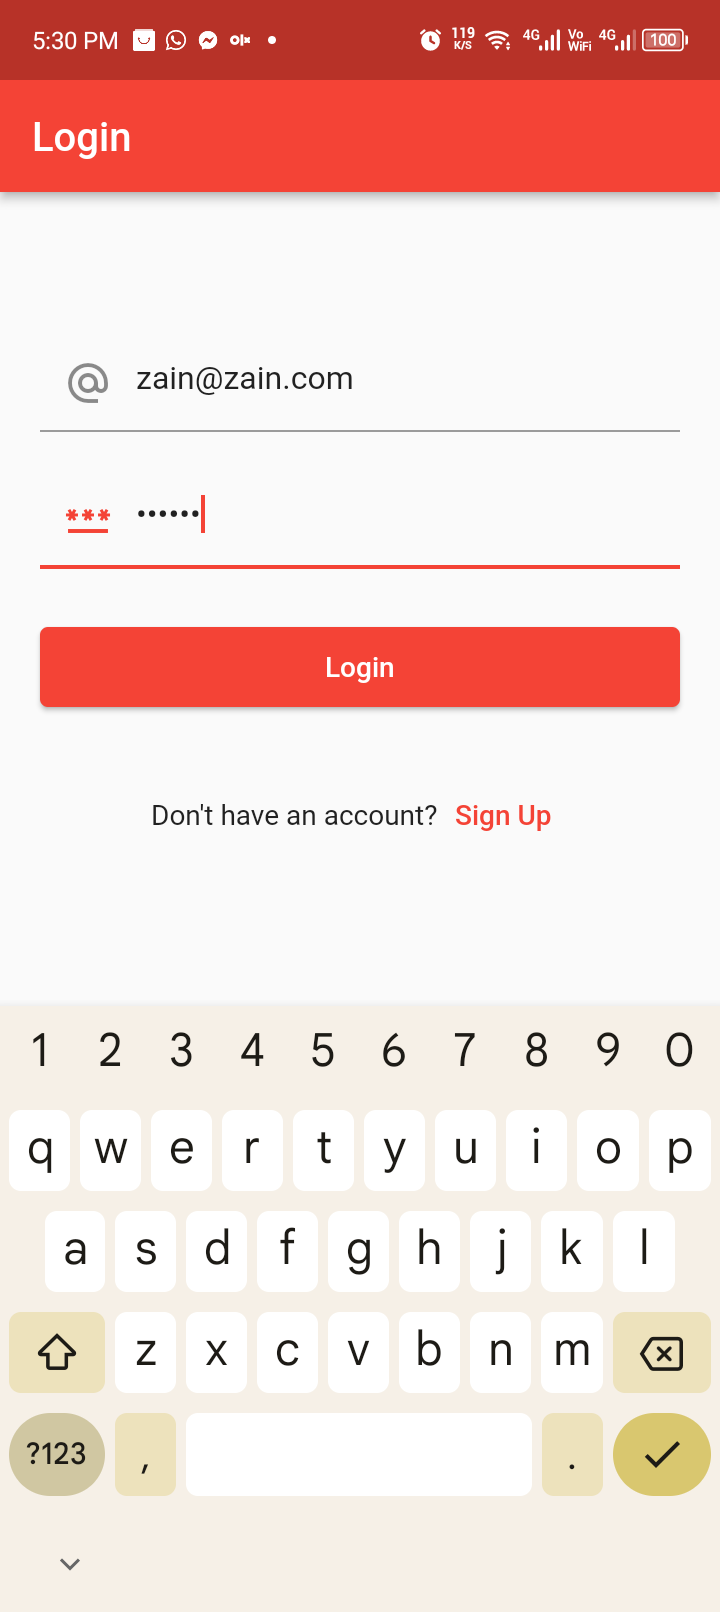 5:30 PM olx 119 K/S 4G Vo WiFi 4G 100
Login
zain@zain.com
*** ••••••
Login
Don't have an account? Sign Up
1 2 3 4 5 6 7 8 9 0
q w e r t y u i o p
a s d f g h j k l
z x c v b n m
?123 , .